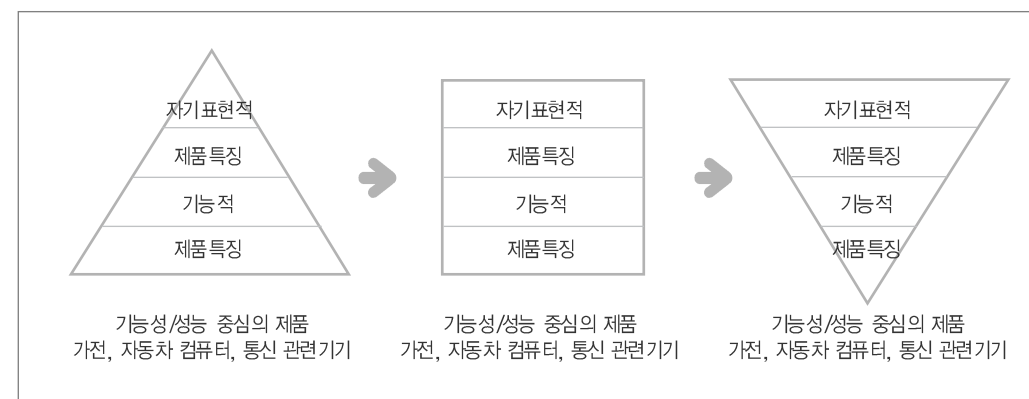 자기표현적
제품특징
기능적
제품특징
기능성/성능 중심의 제품
가전, 자동차 컴퓨터, 통신 관련기기
자기표현적
제품특징
기능적
제품특징
기능성/성능 중심의 제품
가전, 자동차 컴퓨터, 통신 관련기기
자기표현적
제품특징
기능적
제품특징
기능성/성능 중심의 제품
가전, 자동차 컴퓨터, 통신 관련기기